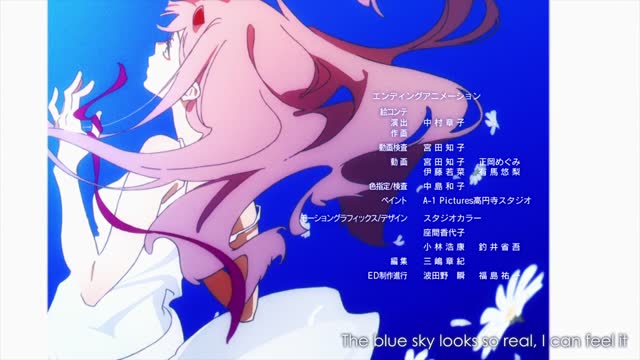 エンディングアニメーション
絵コンテ
演出 中村章子
作画
動画検査 宮田知子
動画 宮田知子 正岡めぐみ
伊藤若菜 有馬悠梨
色指定/検査 中島和子
ペイント A-1 Pictures高円寺スタジオ
モーショングラフィックス/デザイン スタジオカラー
座間香代子
小林浩康 釣井省吾
編集 三嶋章紀
ED制作進行 波田野 瞬 福島祐一
The blue sky looks so real, I can feel it